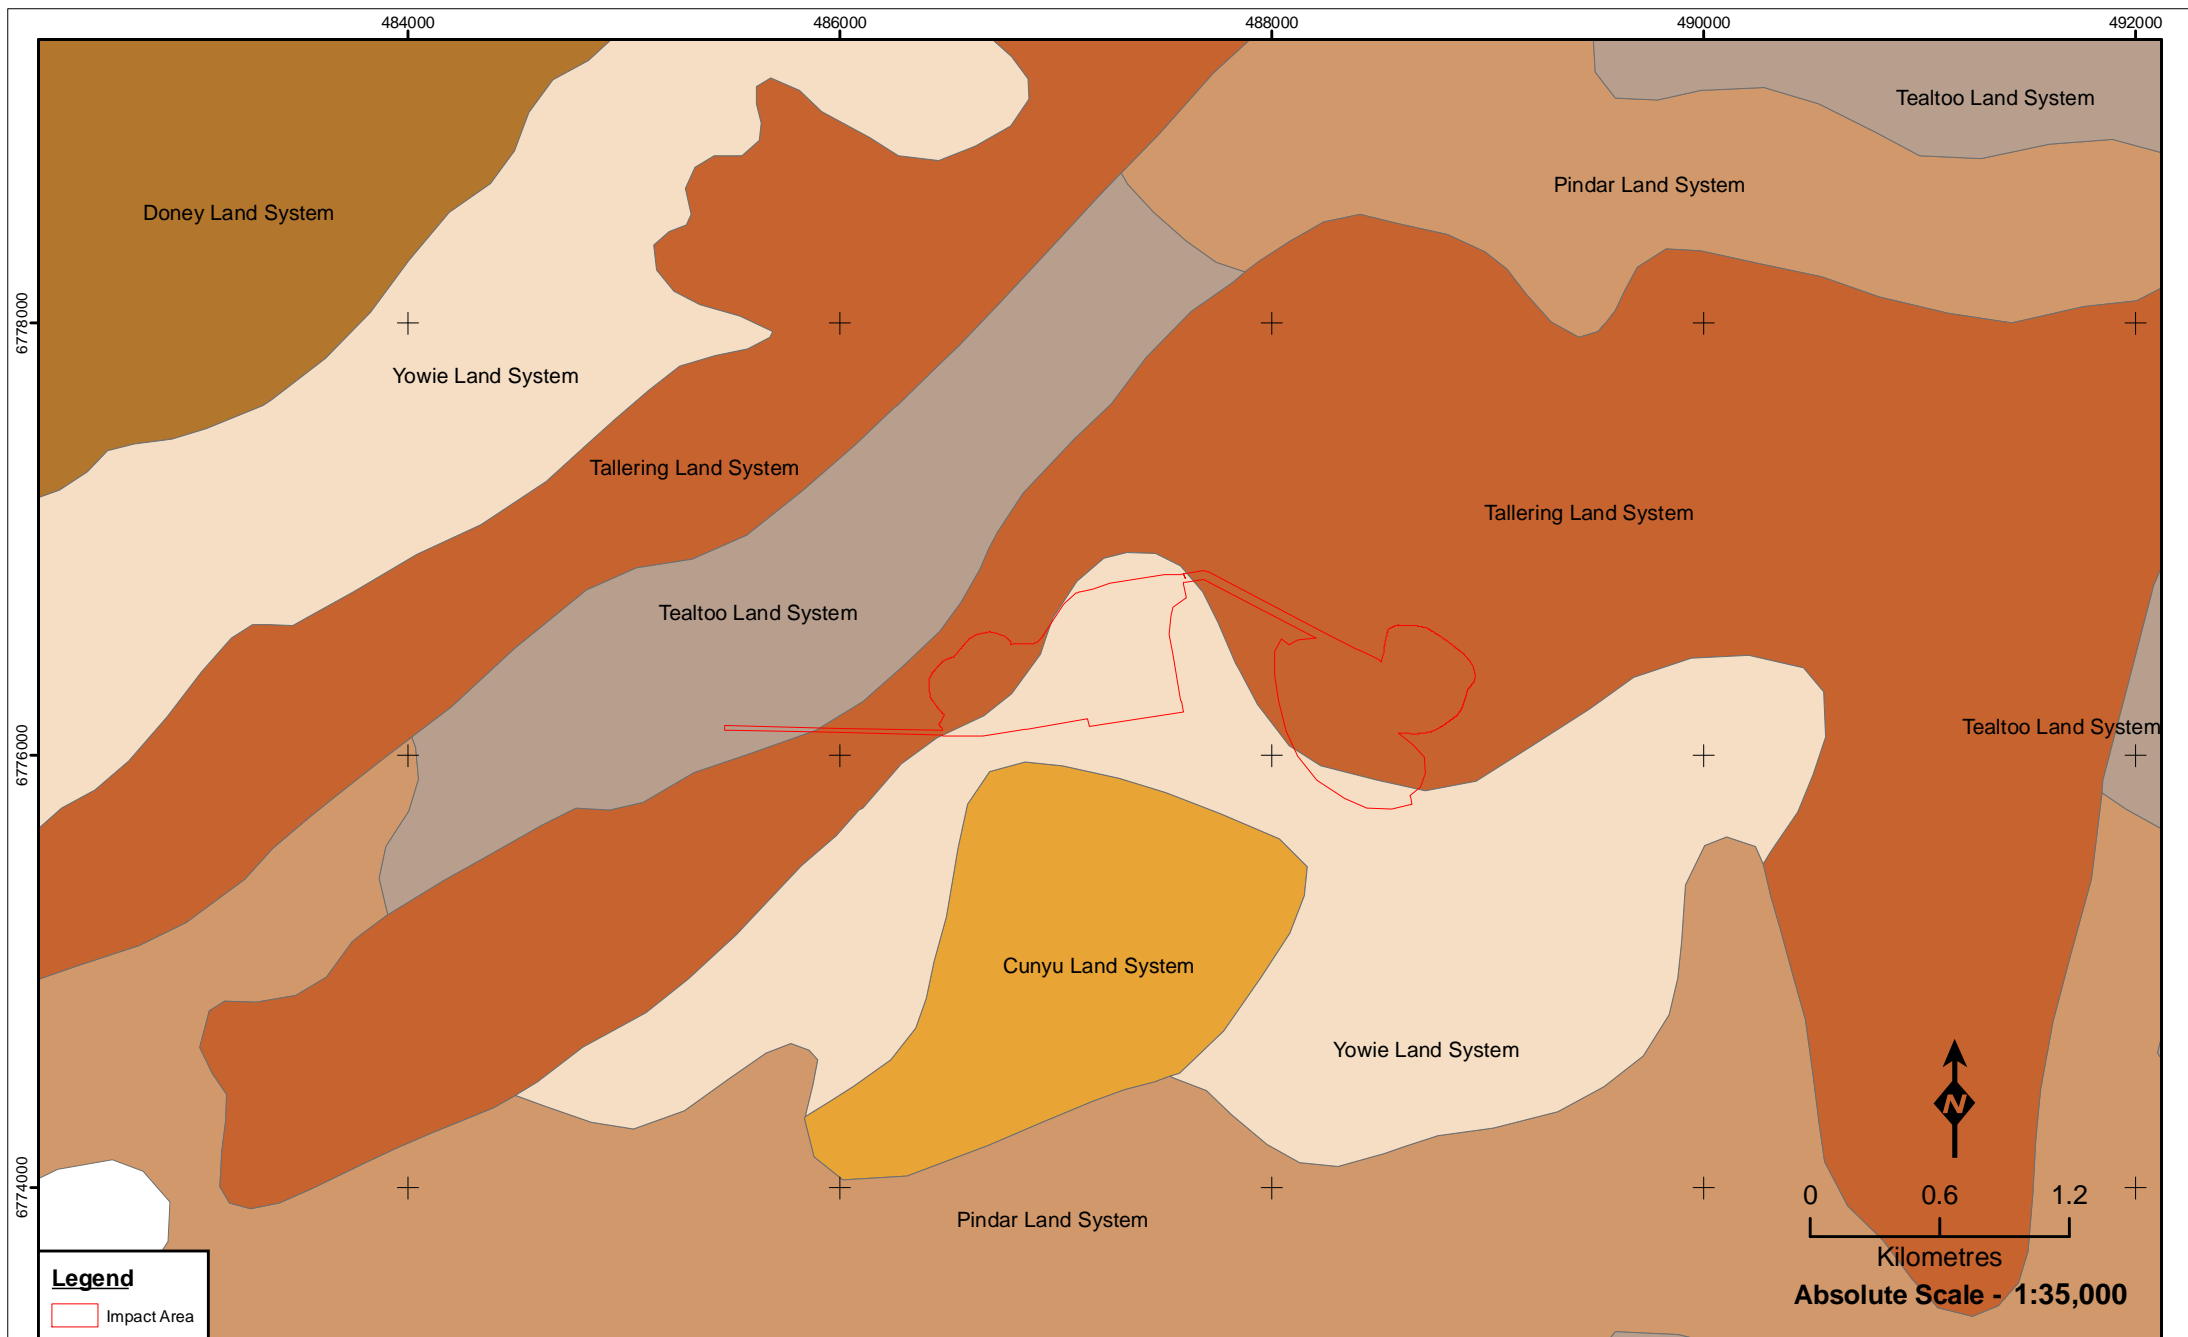 484000 486000 488000 490000 492000
Tealtoo Land System
Pindar Land System
Doney Land System
6778000
Yowie Land System
Tallering Land System
Tallering Land System
Tealtoo Land System
Tealtoo Land System
6776000
Cunyu Land System
Yowie Land System
N
6774000
0 0.6 1.2
Pindar Land System
Kilometres
Absolute Scale - 1:35,000
Legend
Impact Area